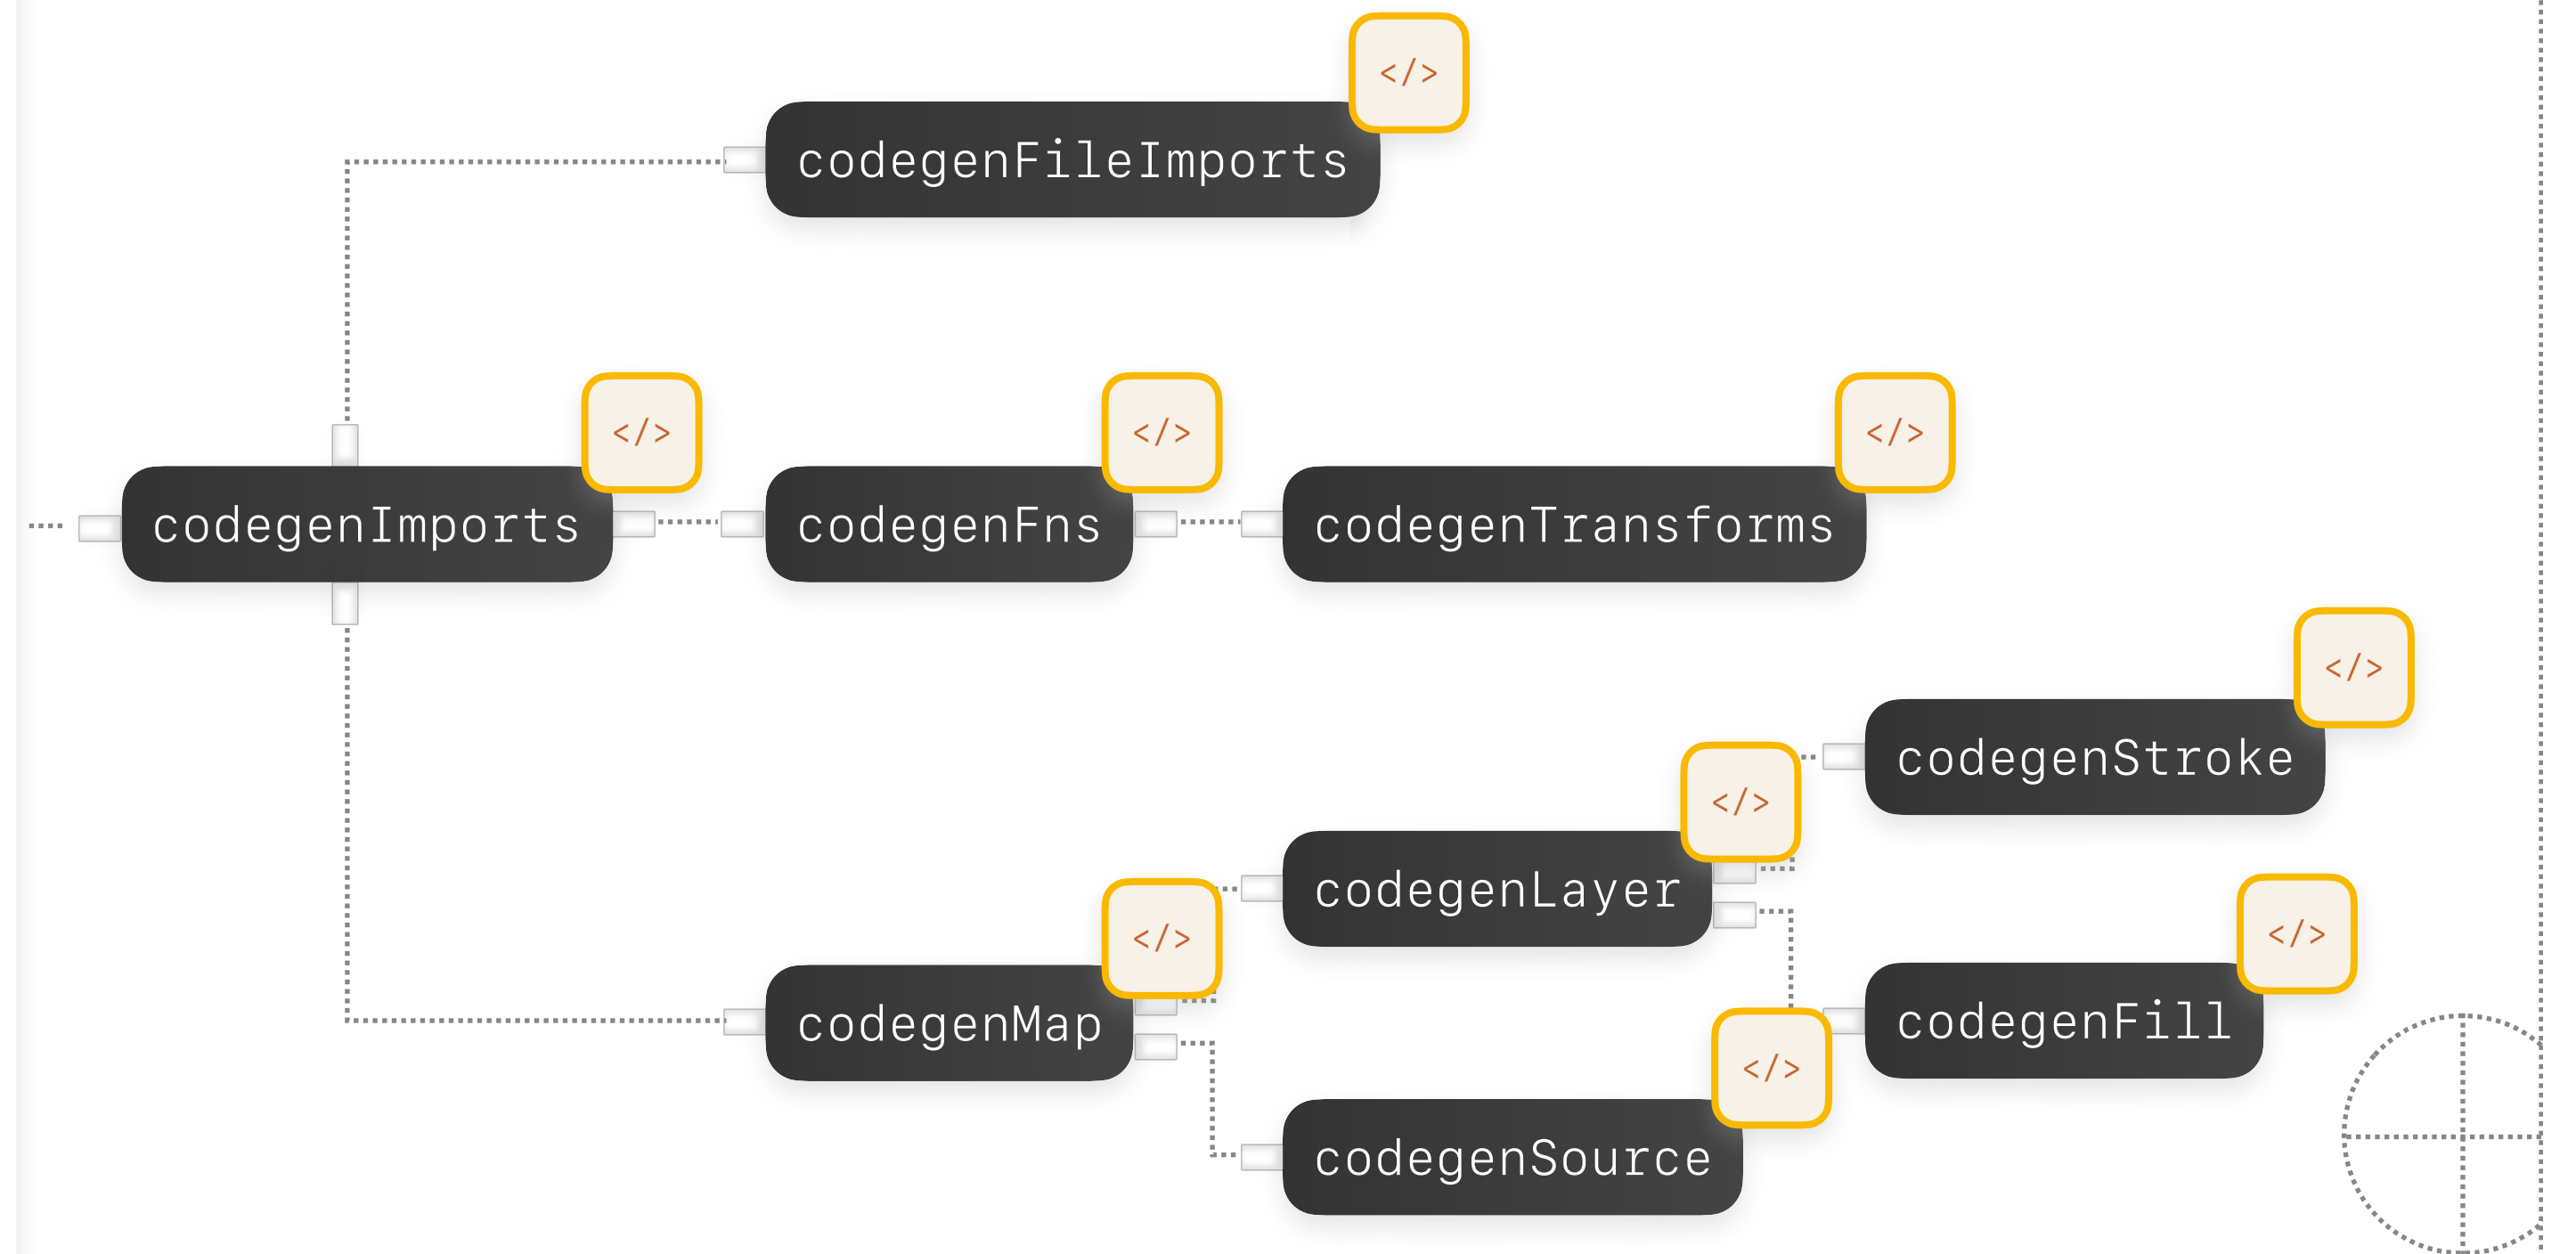 </>
codegenFileImports
</>
</>
</>
codegenImports
codegenFns
codegenTransforms
</>
codegenStroke
</>
codegenLayer
</>
</>
codegenMap
codegenFill
</>
codegenSource